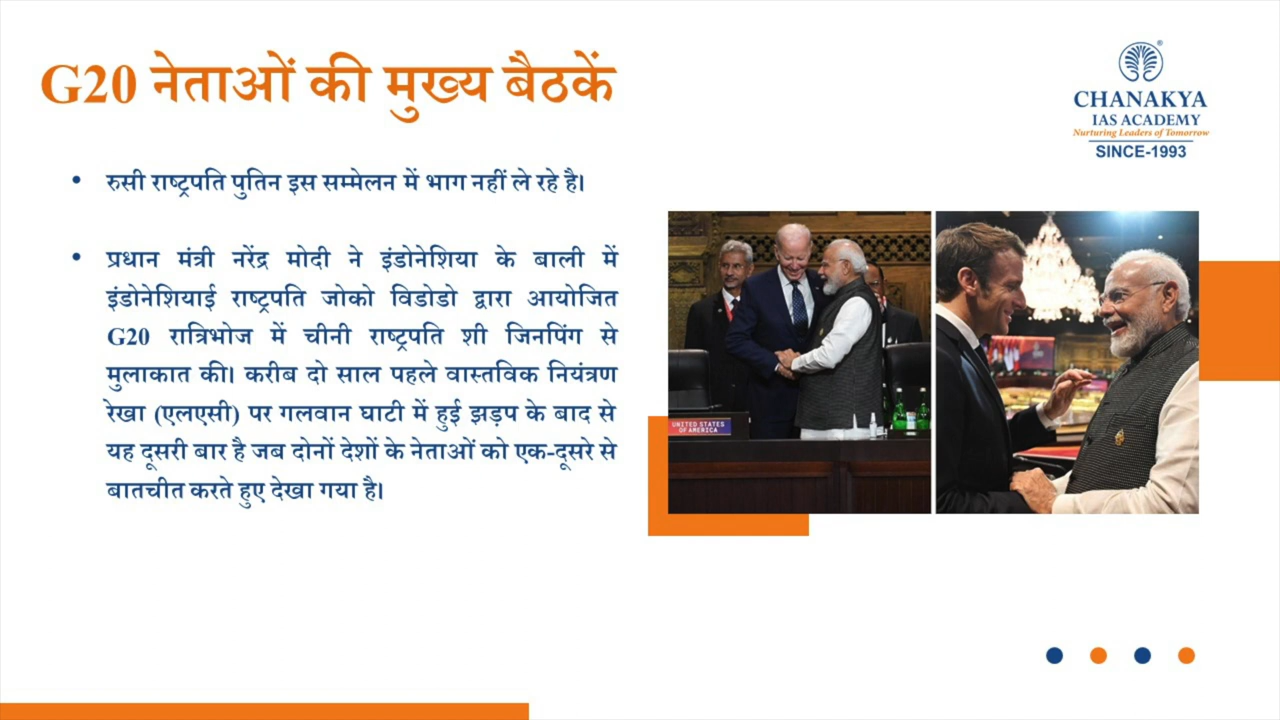 G20 नेताओं की मुख्य बैठकें
CHANAKYA
IAS ACADEMY
Nurturing Leaders of Tomorrow
SINCE-1993
• रुसी राष्ट्रपति पुतिन इस सम्मेलन में भाग नहीं ले रहे है।
• प्रधान मंत्री नरेंद्र मोदी ने इंडोनेशिया के बाली में
इंडोनेशियाई राष्ट्रपति जोको विडोडो द्वारा आयोजित
G20 रात्रिभोज में चीनी राष्ट्रपति शी जिनपिंग से
मुलाकात की। करीब दो साल पहले वास्तविक नियंत्रण
रेखा (एलएसी) पर गलवान घाटी में हुई झड़प के बाद से
यह दूसरी बार है जब दोनों देशों के नेताओं को एक-दूसरे से
बातचीत करते हुए देखा गया है।
UNITED STATES
OF AMERICA